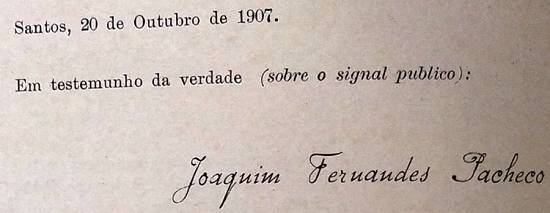 Santos, 20 de Outubro de 1907.
Em testemunho da verdade (sobre o signal publico):
Joaquim Fernandes Pacheco